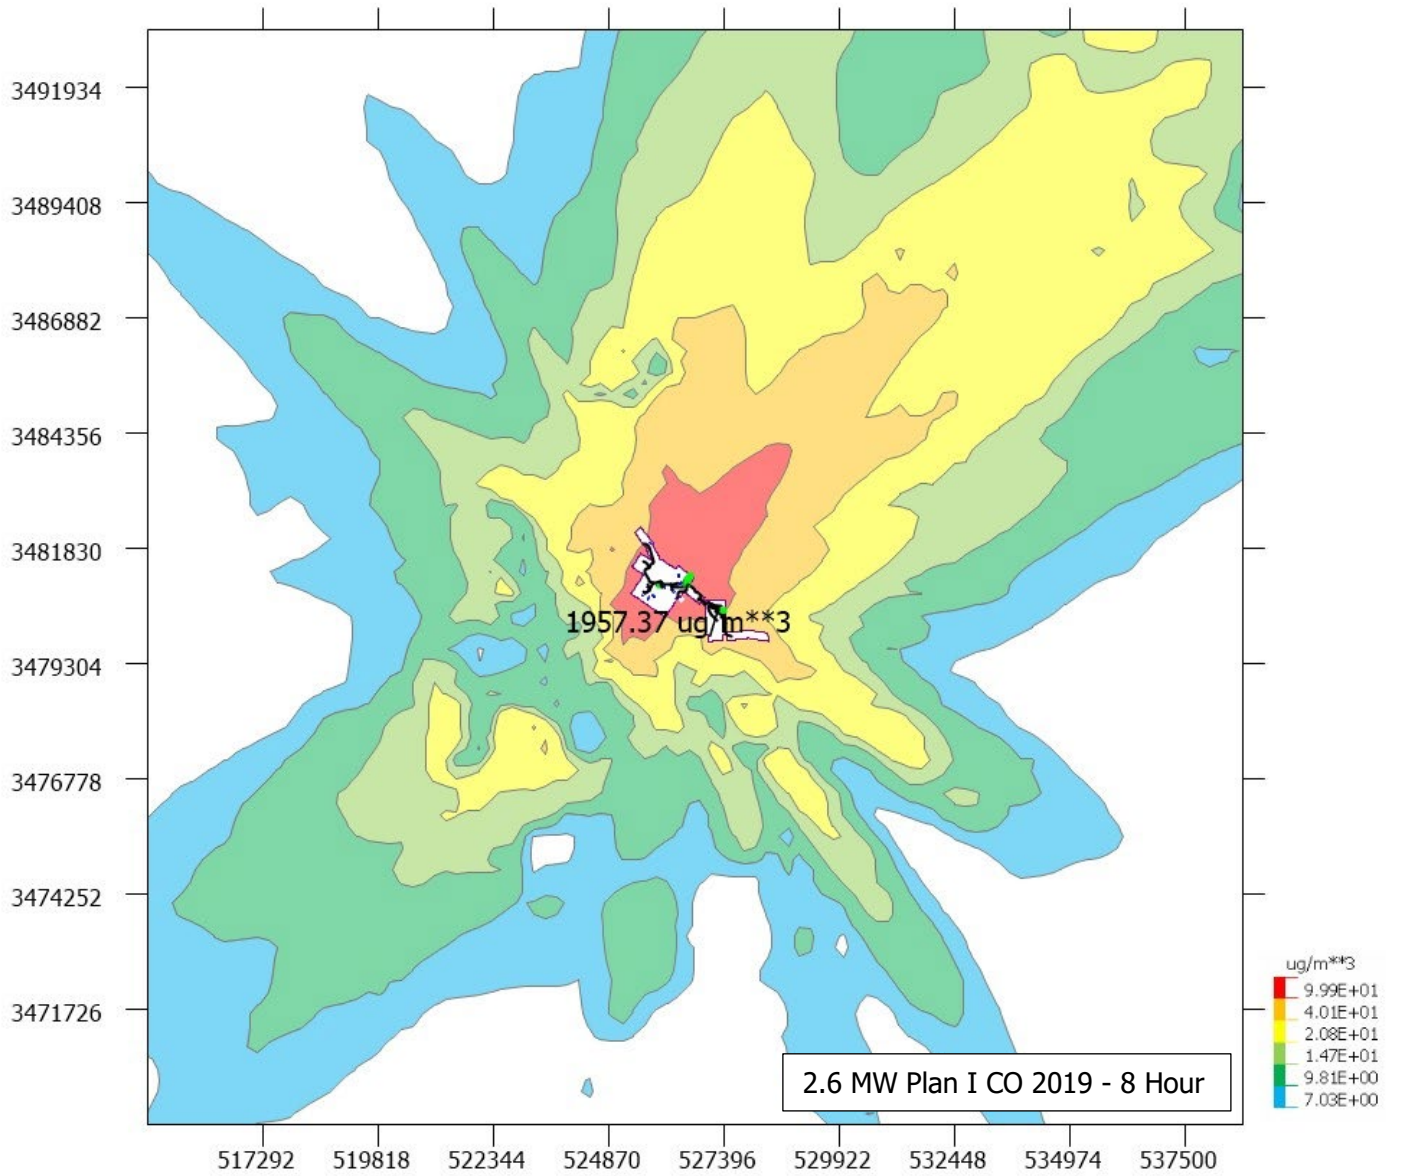 3491934
3489408
3486882
3484356
3481830
3479304
3476778
3474252
3471726
1957.37 ug/m**3
ug/m**3
9.99E+01
4.01E+01
2.08E+01
1.47E+01
9.81E+00
7.03E+00
2.6 MW Plan I CO 2019 - 8 Hour
517292 519818 522344 524870 527396 529922 532448 534974 537500